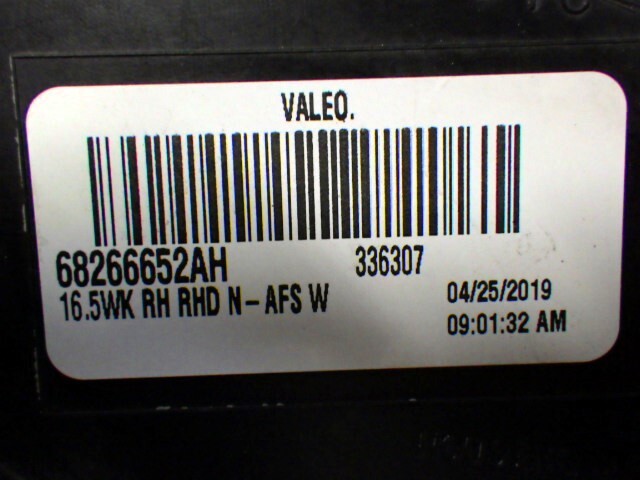 VALEO.
68266652AH 336307
16.5WK RH RHD N-AFS W 04/25/2019
09:01:32 AM